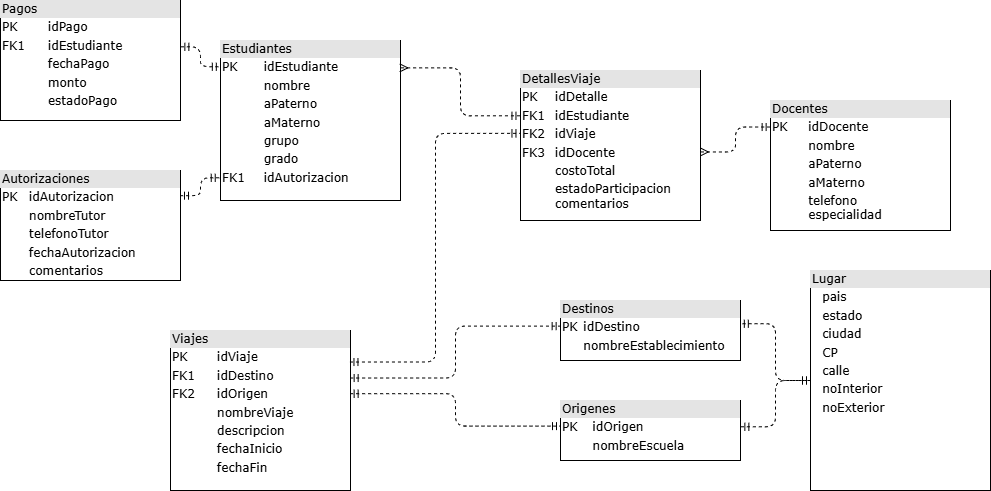 Pagos
PK idPago
FK1 idEstudiante
fechaPago
monto
estadoPago
Estudiantes
PK idEstudiante
nombre
aPaterno
aMaterno
grupo
grado
FK1 idAutorizacion
Autorizaciones
PK idAutorizacion
nombreTutor
telefonoTutor
fechaAutorizacion
comentarios
DetallesViaje
PK idDetalle
FK1 idEstudiante
FK2 idViaje
FK3 idDocente
costoTotal
estadoParticipacion
comentarios
Docentes
PK idDocente
nombre
aPaterno
aMaterno
telefono
especialidad
Viajes
PK idViaje
FK1 idDestino
FK2 idOrigen
nombreViaje
descripcion
fechaInicio
fechaFin
Destinos
PK idDestino
nombreEstablecimiento
Origenes
PK idOrigen
nombreEscuela
Lugar
pais
estado
ciudad
CP
calle
noInterior
noExterior